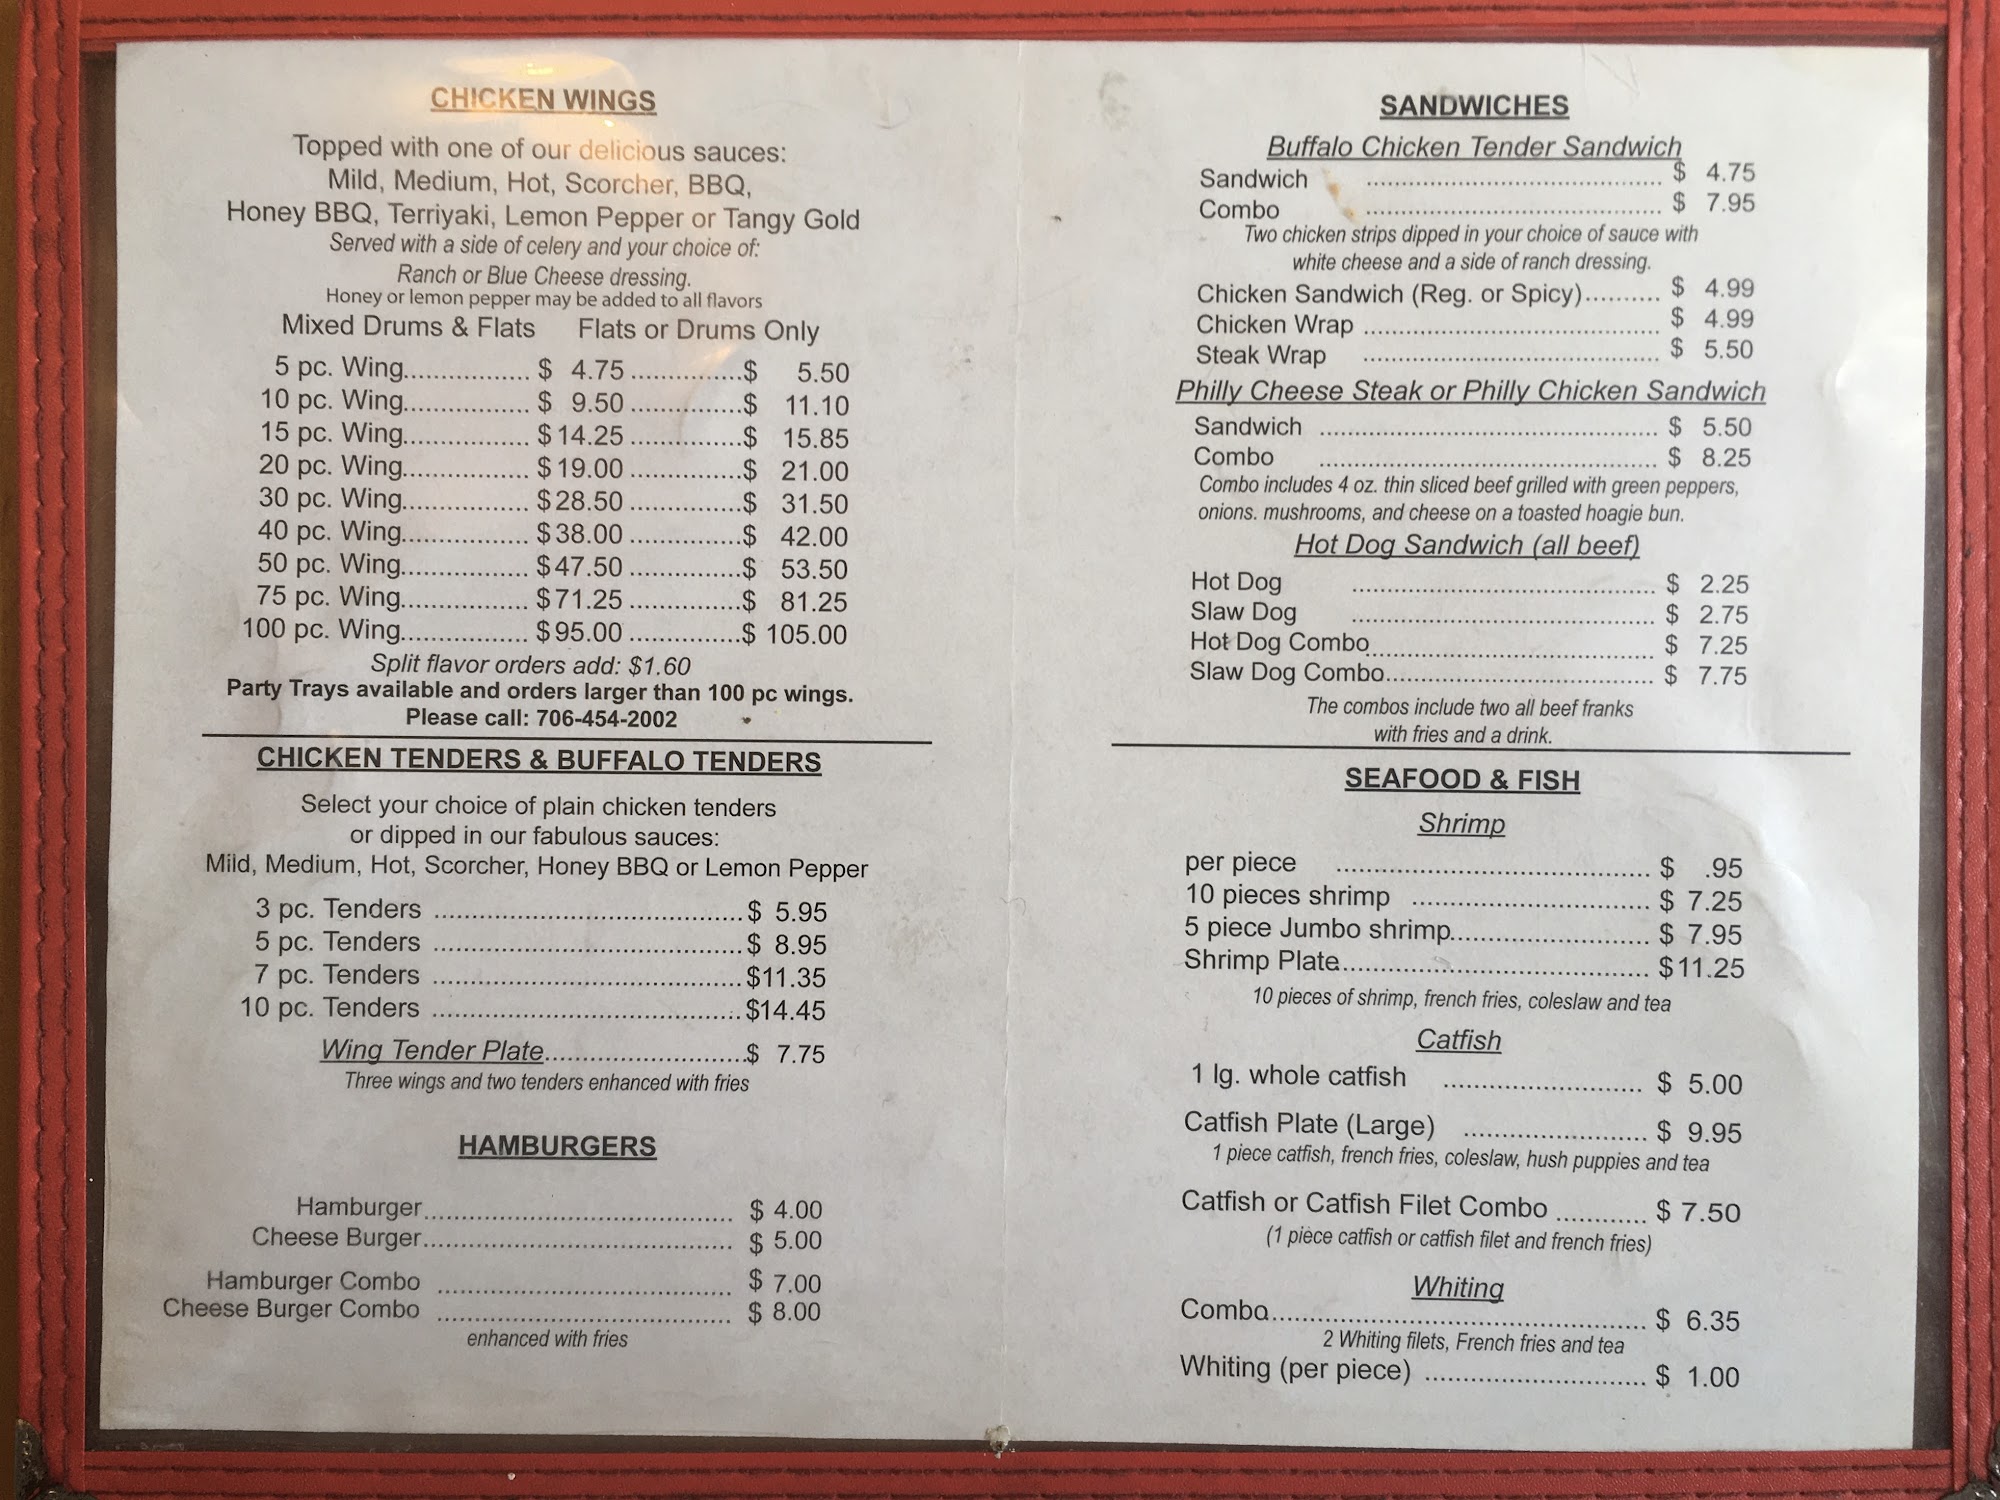 CHICKEN WINGS
Topped with one of our delicious sauces:
Mild, Medium, Hot, Scorcher, BBQ,
Honey BBQ, Terriyaki, Lemon Pepper or Tangy Gold
Served with a side of celery and your choice of:
Ranch or Blue Cheese dressing.
Honey or lemon pepper may be added to all flavors
Mixed Drums & Flats Flats or Drums Only
5 pc. Wing................. $ 4.75 ...............$ 5.50
10 pc. Wing................. $ 9.50 ...............$ 11.10
15 pc. Wing................. $ 14.25 ...............$ 15.85
20 pc. Wing................. $ 19.00 ...............$ 21.00
30 pc. Wing................. $ 28.50 ...............$ 31.50
40 pc. Wing................. $ 38.00 ...............$ 42.00
50 pc. Wing................. $ 47.50 ...............$ 53.50
75 pc. Wing................. $ 71.25 ...............$ 81.25
100 pc. Wing................. $ 95.00 ...............$ 105.00
Split flavor orders add: $1.60
Party Trays available and orders larger than 100 pc wings.
Please call: 706-454-2002
CHICKEN TENDERS & BUFFALO TENDERS
Select your choice of plain chicken tenders
or dipped in our fabulous sauces:
Mild, Medium, Hot, Scorcher, Honey BBQ or Lemon Pepper
3 pc. Tenders ........................................ $ 5.95
5 pc. Tenders ........................................ $ 8.95
7 pc. Tenders ........................................ $11.35
10 pc. Tenders ........................................ $14.45
Wing Tender Plate..........................$ 7.75
Three wings and two tenders enhanced with fries
HAMBURGERS
Hamburger........................................ $ 4.00
Cheese Burger........................................ $ 5.00
Hamburger Combo ...................................... $ 7.00
Cheese Burger Combo ...................................... $ 8.00
enhanced with fries
SANDWICHES
Buffalo Chicken Tender Sandwich
Sandwich .......................................... $ 4.75
Combo .......................................... $ 7.95
Two chicken strips dipped in your choice of sauce with
white cheese and a side of ranch dressing.
Chicken Sandwich (Reg. or Spicy).......... $ 4.99
Chicken Wrap .......................................... $ 4.99
Steak Wrap .......................................... $ 5.50
Philly Cheese Steak or Philly Chicken Sandwich
Sandwich ................................................ $ 5.50
Combo ................................................ $ 8.25
Combo includes 4 oz. thin sliced beef grilled with green peppers,
onions. mushrooms, and cheese on a toasted hoagie bun.
Hot Dog Sandwich (all beef)
Hot Dog ........................................... $ 2.25
Slaw Dog ........................................... $ 2.75
Hot Dog Combo......................................... $ 7.25
Slaw Dog Combo...................................... $ 7.75
The combos include two all beef franks
with fries and a drink.
SEAFOOD & FISH
Shrimp
per piece ......................................... $ .95
10 pieces shrimp ............................... $ 7.25
5 piece Jumbo shrimp.......................... $ 7.95
Shrimp Plate........................................ $11.25
10 pieces of shrimp, french fries, coleslaw and tea
Catfish
1 lg. whole catfish .......................... $ 5.00
Catfish Plate (Large) ........................ $ 9.95
1 piece catfish, french fries, coleslaw, hush puppies and tea
Catfish or Catfish Filet Combo ............ $ 7.50
(1 piece catfish or catfish filet and french fries)
Whiting
Combo................................................... $ 6.35
2 Whiting filets, French fries and tea
Whiting (per piece) ............................. $ 1.00